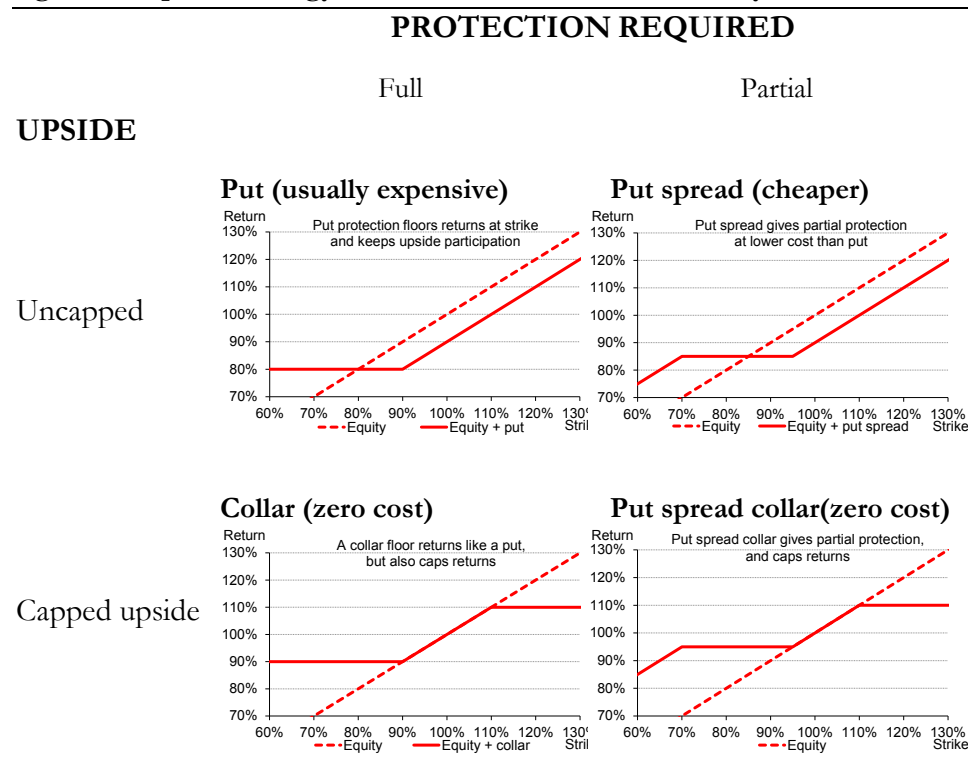 PROTECTION REQUIRED
Full Partial
UPSIDE
Uncapped
Put (usually expensive)
Return
Put protection floors returns at strike
and keeps upside participation
130%
120%
110%
100%
90%
80%
70%
60% 70% 80% 90% 100% 110% 120% 130
Equity Equity + put Stri
Put spread (cheaper)
Return
Put spread gives partial protection
at lower cost than put
130%
120%
110%
100%
90%
80%
70%
60% 70% 80% 90% 100% 110% 120% 130%
Equity Equity + put spread Strike
Capped upside
Collar (zero cost)
Return
A collar floor returns like a put,
but also caps returns
130%
120%
110%
100%
90%
80%
70%
60% 70% 80% 90% 100% 110% 120% 130
Equity Equity + collar Stri
Put spread collar(zero cost)
Return
Put spread collar gives partial protection,
and caps returns
130%
120%
110%
100%
90%
80%
70%
60% 70% 80% 90% 100% 110% 120% 130%
Equity Strike